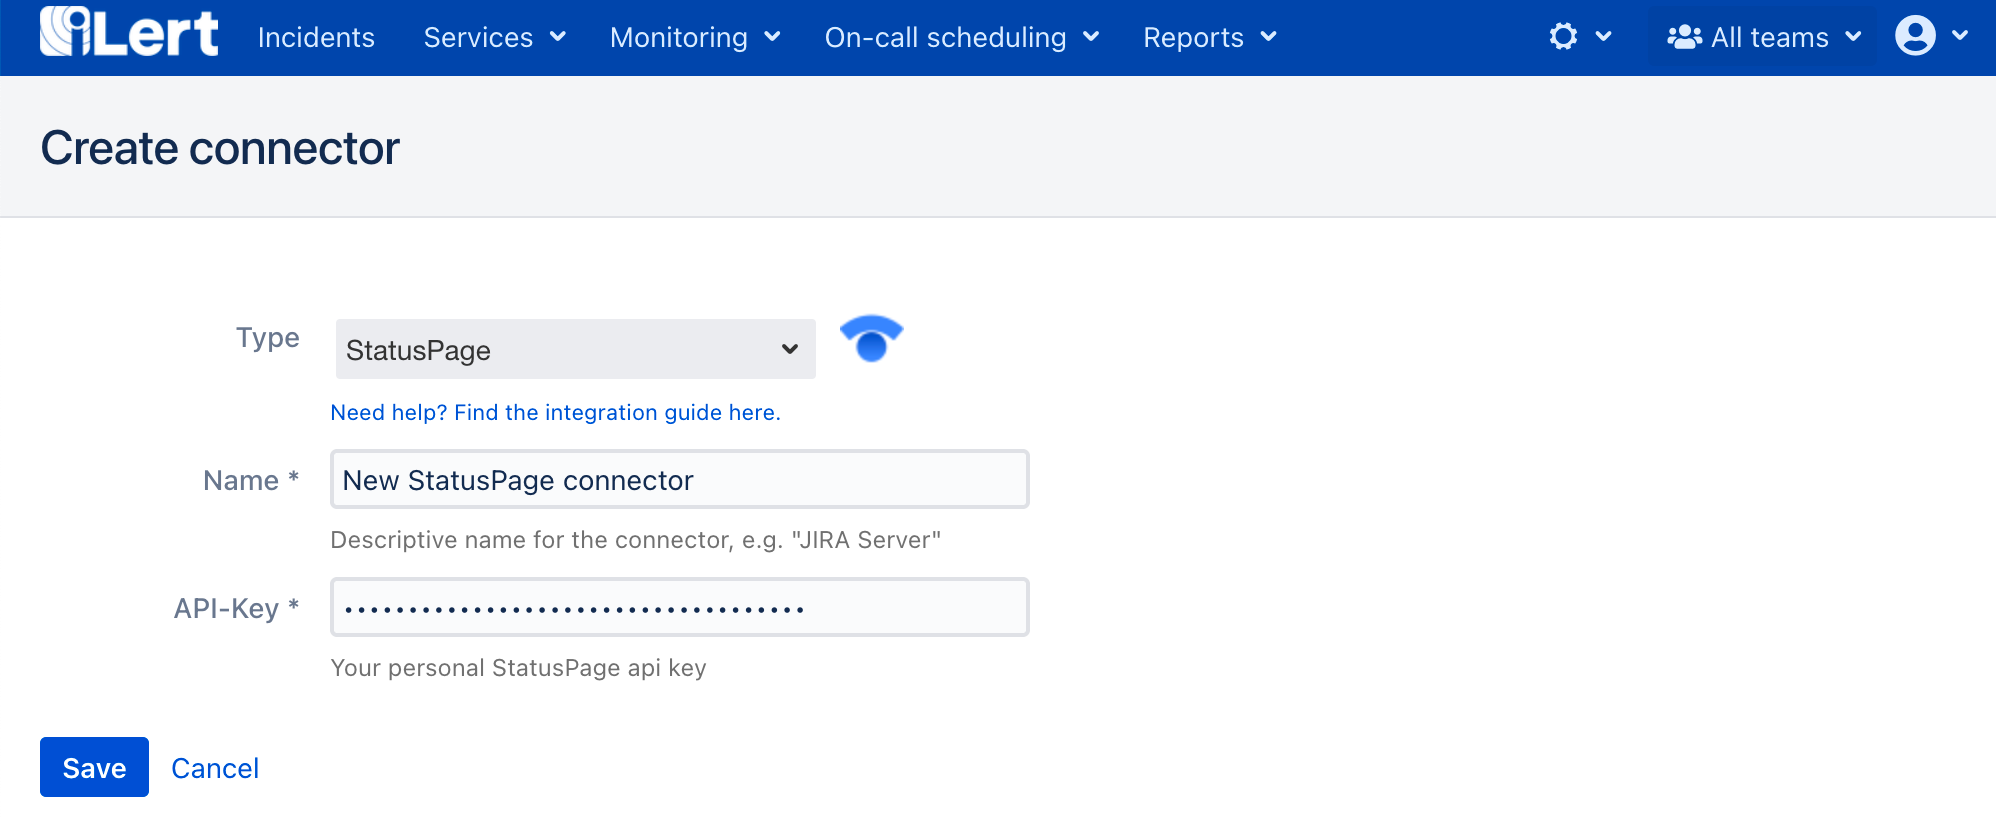 iLert Incidents Services Monitoring On-call scheduling Reports All teams
Create connector
Type StatusPage
Need help? Find the integration guide here.
Name * New StatusPage connector
Descriptive name for the connector, e.g. "JIRA Server"
API-Key * ••••••••••••••••••••••••••••••••••••
Your personal StatusPage api key
Save Cancel